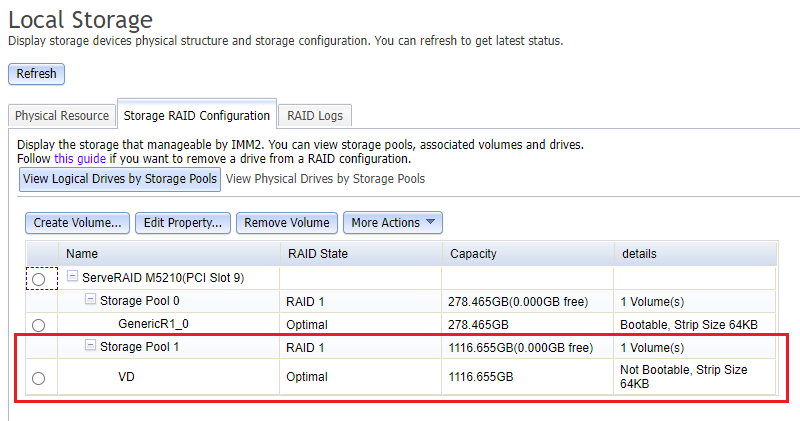 Local Storage
Display storage devices physical structure and storage configuration. You can refresh to get latest status.
Refresh
Physical Resource Storage RAID Configuration RAID Logs
Display the storage that manageable by IMM2. You can view storage pools, associated volumes and drives.
Follow this guide if you want to remove a drive from a RAID configuration.
View Logical Drives by Storage Pools View Physical Drives by Storage Pools
Create Volume... Edit Property... Remove Volume More Actions
Name RAID State Capacity details
ServeRAID M5210(PCI Slot 9)
Storage Pool 0 RAID 1 278.465GB(0.000GB free) 1 Volume(s)
GenericR1_0 Optimal 278.465GB Bootable, Strip Size 64KB
Storage Pool 1 RAID 1 1116.655GB(0.000GB free) 1 Volume(s)
VD Optimal 1116.655GB Not Bootable, Strip Size
64KB